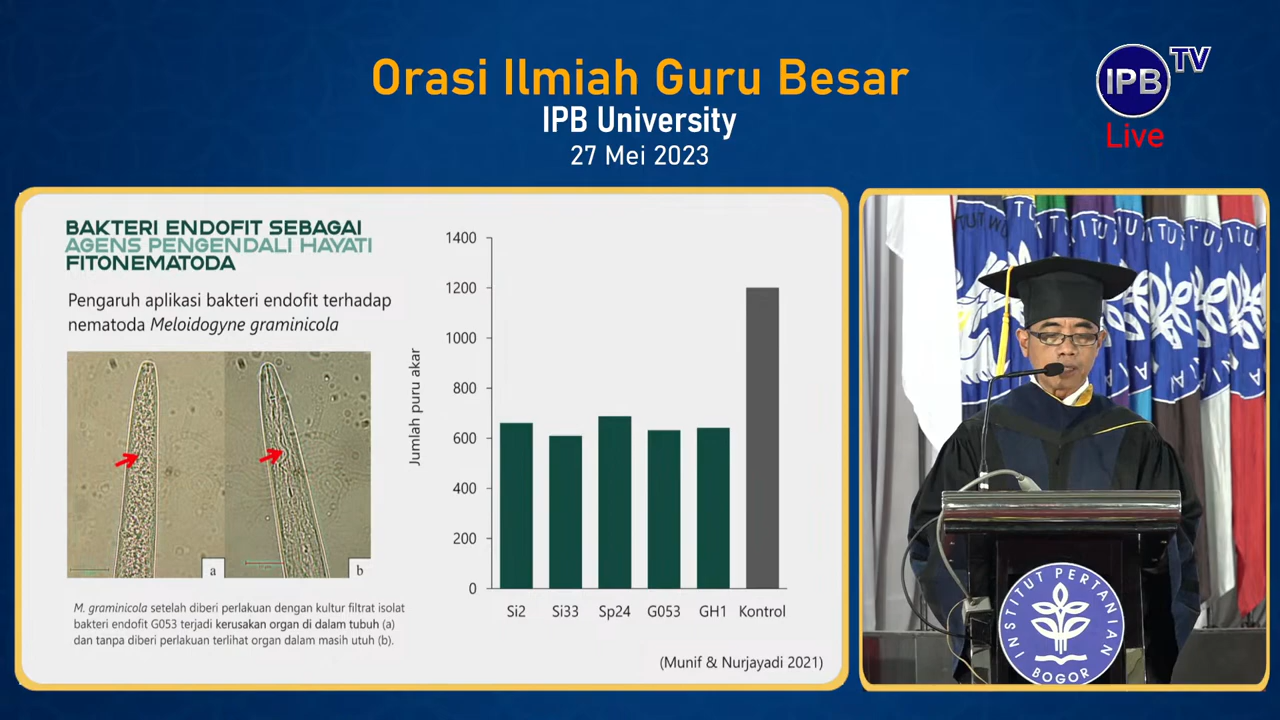 Orasi Ilmiah Guru Besar
IPB University
27 Mei 2023
IPB TV
Live
BAKTERI ENDOFIT SEBAGAI
AGENS PENGENDALI HAYATI
FITONEMATODA
Pengaruh aplikasi bakteri endofit terhadap
nematoda Meloidogyne graminicola
a
b
M. graminicola setelah diberi perlakuan dengan kultur filtrat isolat
bakteri endofit G053 terjadi kerusakan organ di dalam tubuh (a)
dan tanpa diberi perlakuan terlihat organ dalam masih utuh (b).
Jumlah puru akar
1400
1200
1000
800
600
400
200
0
Si2 Si33 Sp24 G053 GH1 Kontrol
(Munif & Nurjayadi 2021)
INSTITUT PERTANIAN
BOGOR